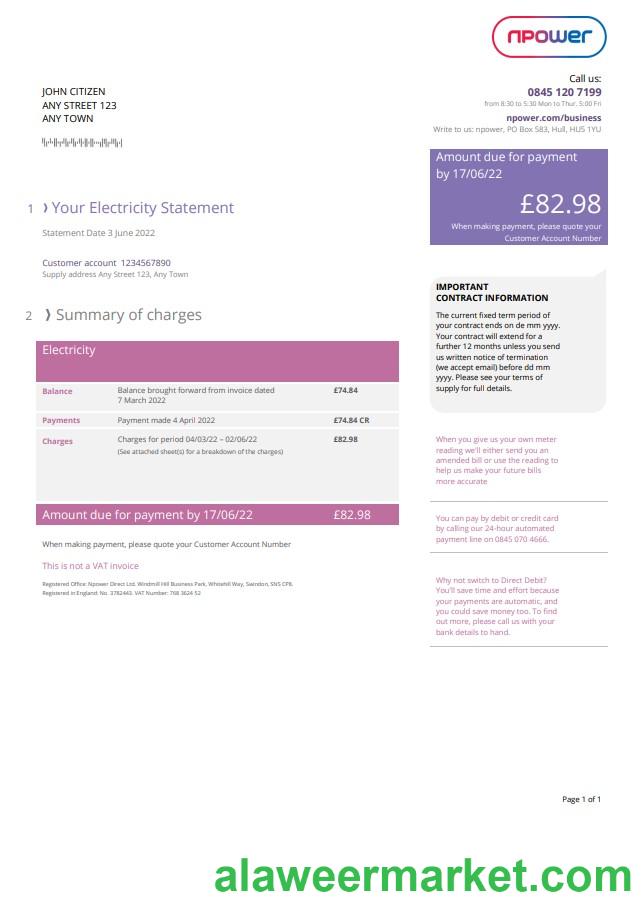 npower
Call us:
0845 120 7199
from 8:30 to 5:30 Mon to Thur. 5:00 Fri
npower.com/business
Write to us: npower, PO Box 583, Hull, HU5 1YU
JOHN CITIZEN
ANY STREET 123
ANY TOWN
Amount due for payment
by 17/06/22
£82.98
When making payment, please quote your
Customer Account Number
1 Your Electricity Statement
Statement Date 3 June 2022
Customer account 1234567890
Supply address Any Street 123, Any Town
IMPORTANT
CONTRACT INFORMATION
The current fixed term period of
your contract ends on de mm yyyy.
Your contract will extend for a
further 12 months unless you send
us written notice of termination
(we accept email) before dd mm
yyyy. Please see your terms of
supply for full details.
2 Summary of charges
Electricity
Balance Balance brought forward from invoice dated £74.84
7 March 2022
Payments Payment made 4 April 2022 £74.84 CR
Charges Charges for period 04/03/22 – 02/06/22 £82.98
(See attached sheet(s) for a breakdown of the charges)
Amount due for payment by 17/06/22 £82.98
When making payment, please quote your Customer Account Number
This is not a VAT invoice
Registered Office: Npower Direct Ltd. Windmill Hill Business Park, Whitehill Way, Swindon, SN5 CP8.
Registered in England: No. 3782443. VAT Number: 768 3624 52
When you give us your own meter
reading we'll either send you an
amended bill or use the reading to
help us make your future bills
more accurate
You can pay by debit or credit card
by calling our 24-hour automated
payment line on 0845 070 4666.
Why not switch to Direct Debit?
You'll save time and effort because
your payments are automatic, and
you could save money too. To find
out more, please call us with your
bank details to hand.
Page 1 of 1
alaweermarket.com